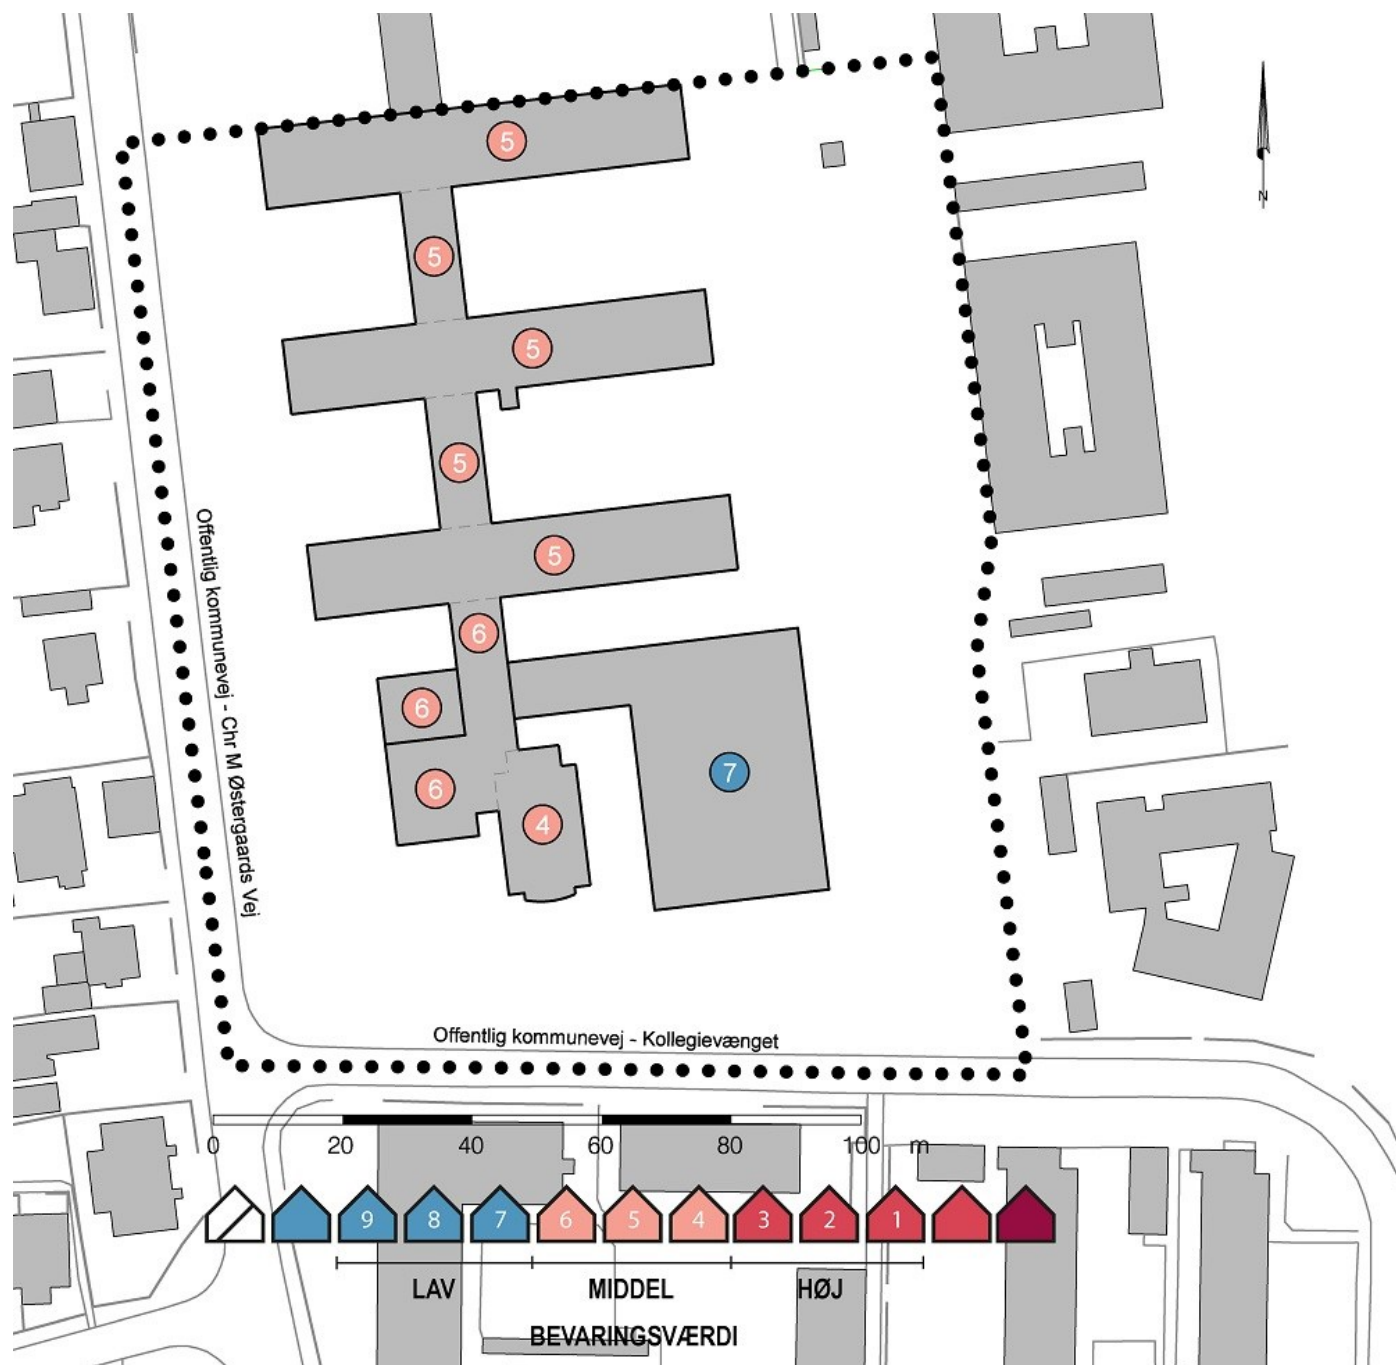 5
N
5
5
5
5
6
6
7
6
4
Offentlig kommunevej - Chr M Østergaards Vej
Offentlig kommunevej - Kollegievænget
0 20 40 60 80 100 m
9 8 7 6 5 4 3 2 1
LAV MIDDEL HØJ
BEVARINGSVÆRDI